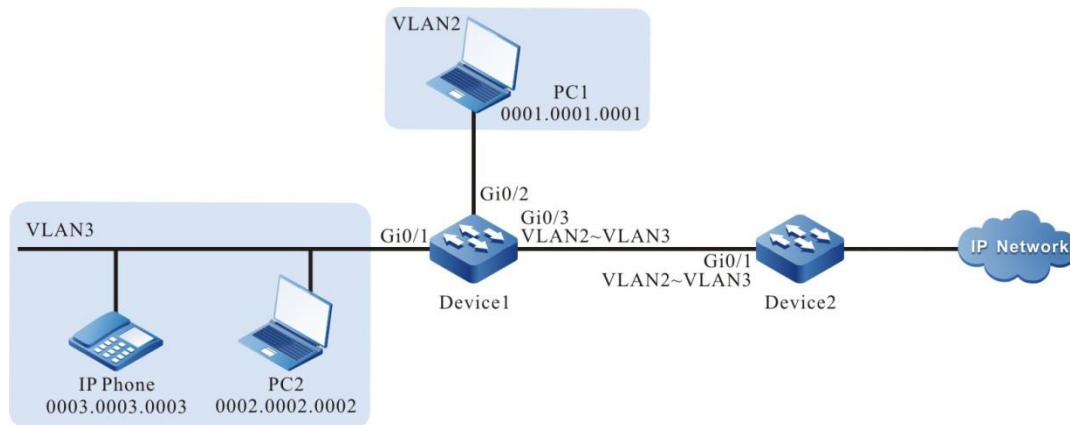 VLAN2
PC1
0001.0001.0001
Gi0/2
VLAN3
Gi0/1
Gi0/3
VLAN2~VLAN3
Gi0/1
VLAN2~VLAN3
IP Network
Device1
Device2
IP Phone
0003.0003.0003
PC2
0002.0002.0002